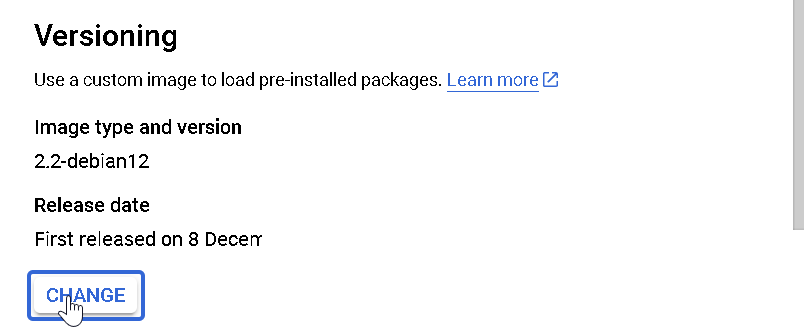 Versioning
Use a custom image to load pre-installed packages. Learn more
Image type and version
2.2-debian12
Release date
First released on 8 Decem
CHANGE